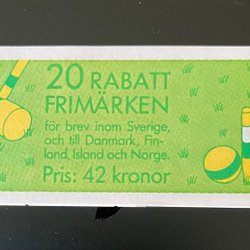 20 RABATT
FRIMÄRKEN
för brev inom Sverige,
och till Danmark, Fin-
land, Island och Norge.
Pris: 42 kronor